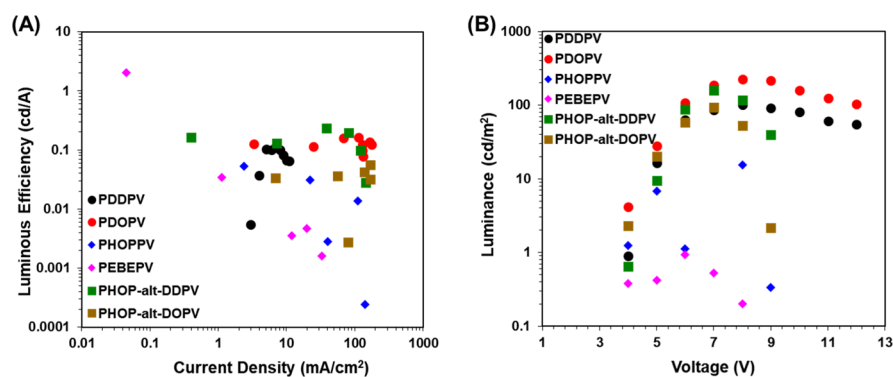 (A)
10
1
0.1
0.01
0.001
0.0001
0.01
0.1
1
10
100
1000
Luminous Efficiency (cd/A)
Current Density (mA/cm²)
PDDPV
PDOPV
PHOPPV
PEBEPV
PHOP-alt-DDPV
PHOP-alt-DOPV
(B)
1000
100
10
1
0.1
1
3
5
7
9
11
13
Luminance (cd/m²)
Voltage (V)
PDDPV
PDOPV
PHOPPV
PEBEPV
PHOP-alt-DDPV
PHOP-alt-DOPV